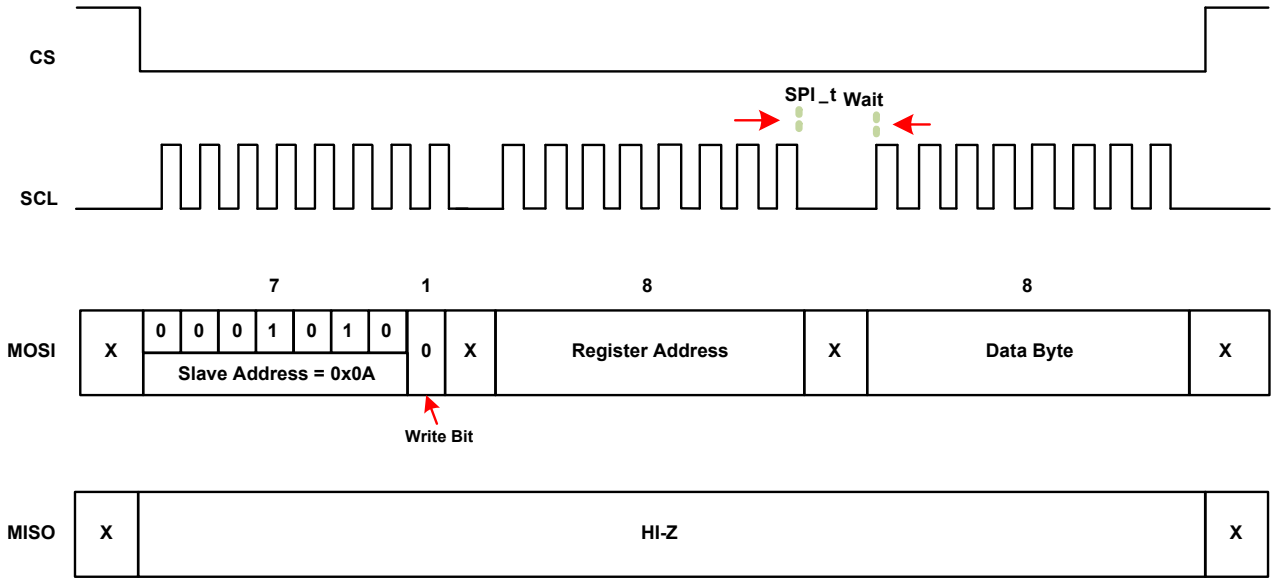 CS
SPI_t Wait
SCL
7 1 8 8
MOSI X 0 0 0 1 0 1 0 0 X Register Address X Data Byte X
Slave Address = 0x0A
Write Bit
MISO X HI-Z X